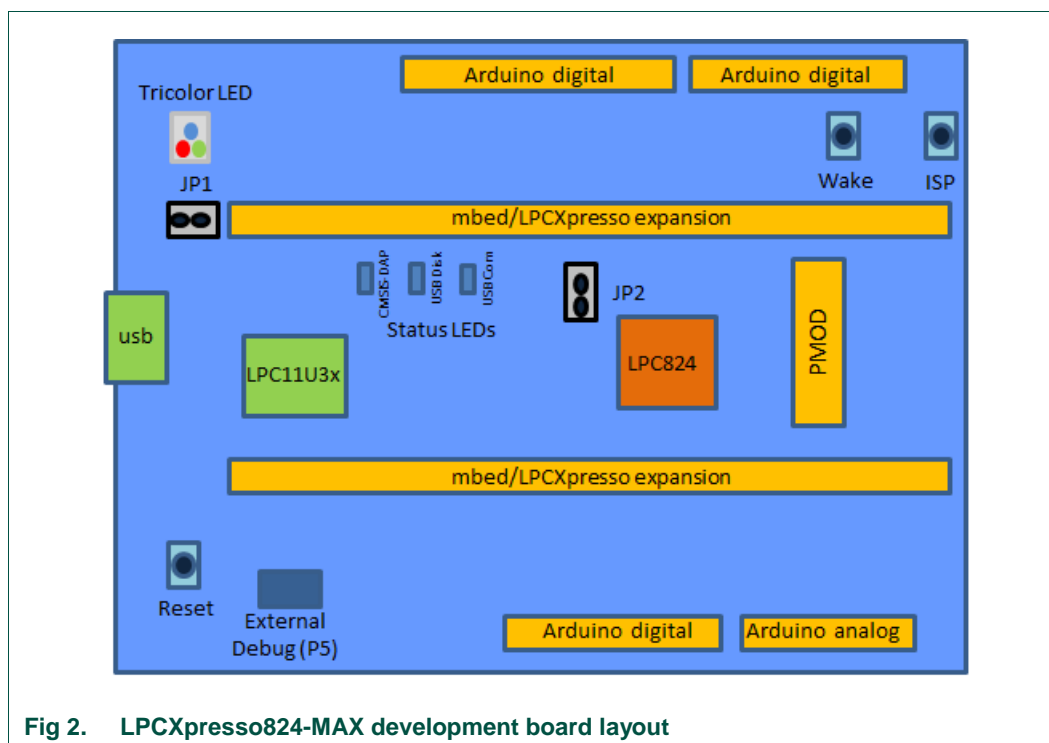 Arduino digital
Arduino digital
Tricolor LED
JP1
Wake
ISP
mbed/LPCXpresso expansion
CMSIS-DAP
USB Disk
USB Com
Status LEDs
JP2
usb
LPC11U3x
LPC824
PMOD
mbed/LPCXpresso expansion
Reset
External
Debug (P5)
Arduino digital
Arduino analog
Fig 2. LPCXpresso824-MAX development board layout